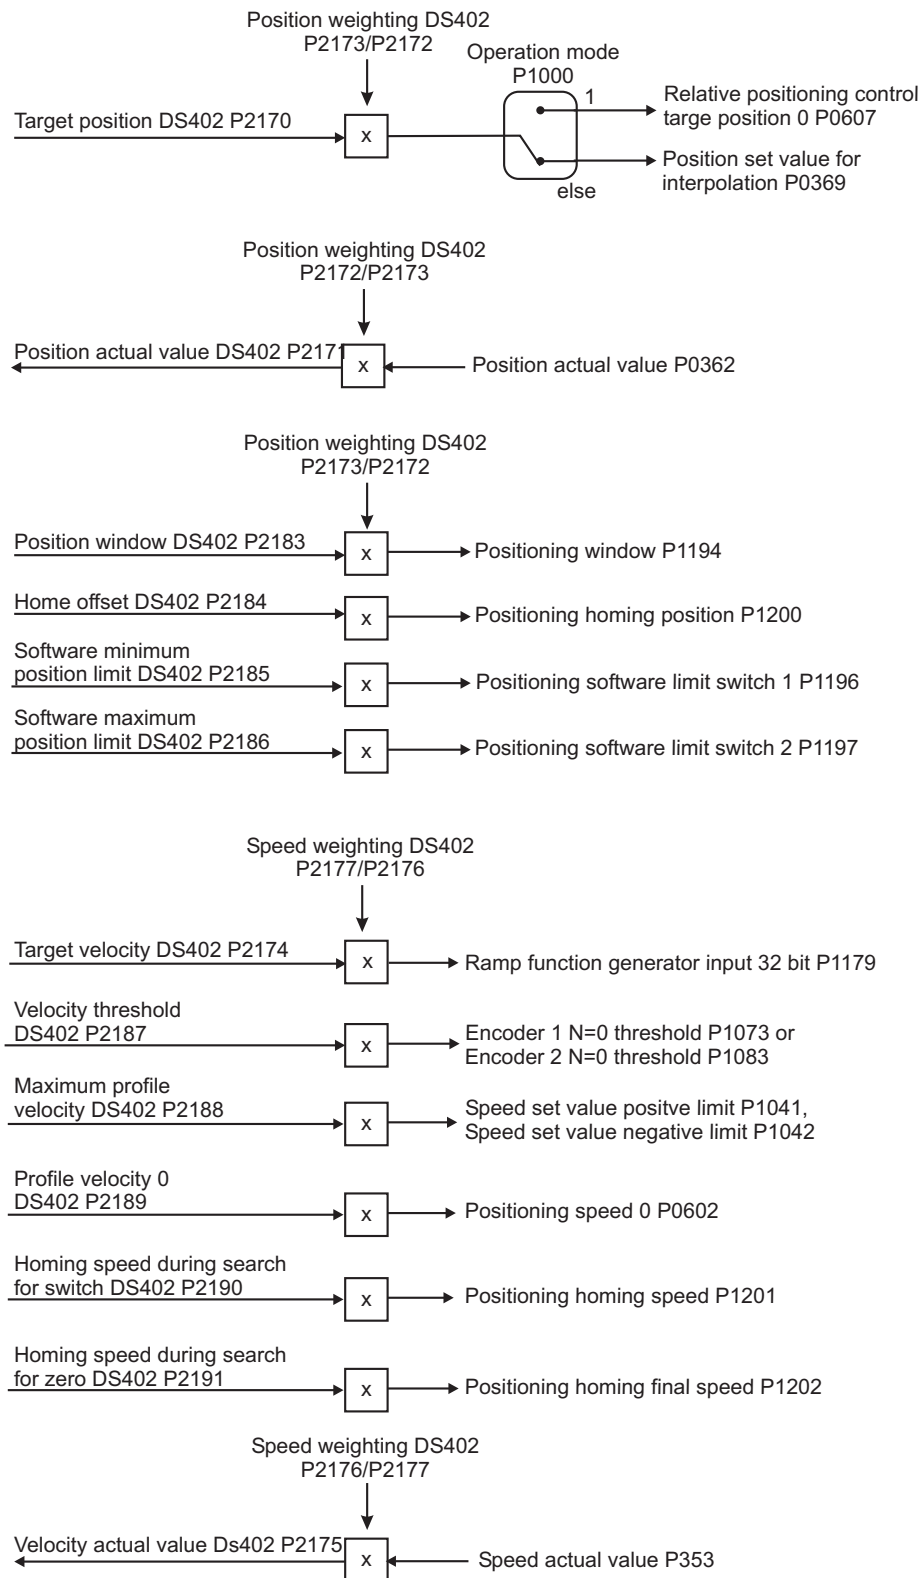 Position weighting DS402
P2173/P2172
Operation mode
P1000
1
Relative positioning control
targe position 0 P0607
Target position DS402 P2170
x
Position set value for
interpolation P0369
else
Position weighting DS402
P2172/P2173
Position actual value DS402 P2171
x
Position actual value P0362
Position weighting DS402
P2173/P2172
Position window DS402 P2183
x
Positioning window P1194
Home offset DS402 P2184
x
Positioning homing position P1200
Software minimum
position limit DS402 P2185
x
Positioning software limit switch 1 P1196
Software maximum
position limit DS402 P2186
x
Positioning software limit switch 2 P1197
Speed weighting DS402
P2177/P2176
Target velocity DS402 P2174
x
Ramp function generator input 32 bit P1179
Velocity threshold
DS402 P2187
x
Encoder 1 N=0 threshold P1073 or
Encoder 2 N=0 threshold P1083
Maximum profile
velocity DS402 P2188
x
Speed set value positve limit P1041,
Speed set value negative limit P1042
Profile velocity 0
DS402 P2189
x
Positioning speed 0 P0602
Homing speed during search
for switch DS402 P2190
x
Positioning homing speed P1201
Homing speed during search
for zero DS402 P2191
x
Positioning homing final speed P1202
Speed weighting DS402
P2176/P2177
Velocity actual value Ds402 P2175
x
Speed actual value P353